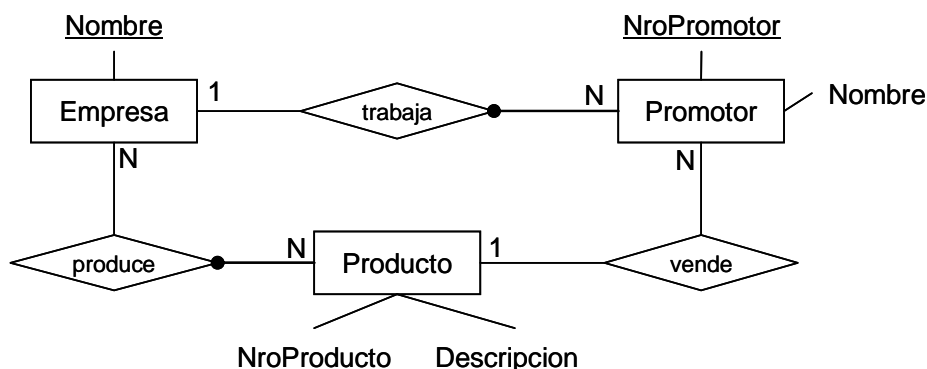 Nombre
NroPromotor
Empresa
1
trabaja
N
Promotor
Nombre
N
N
produce
N
Producto
1
vende
NroProducto
Descripcion